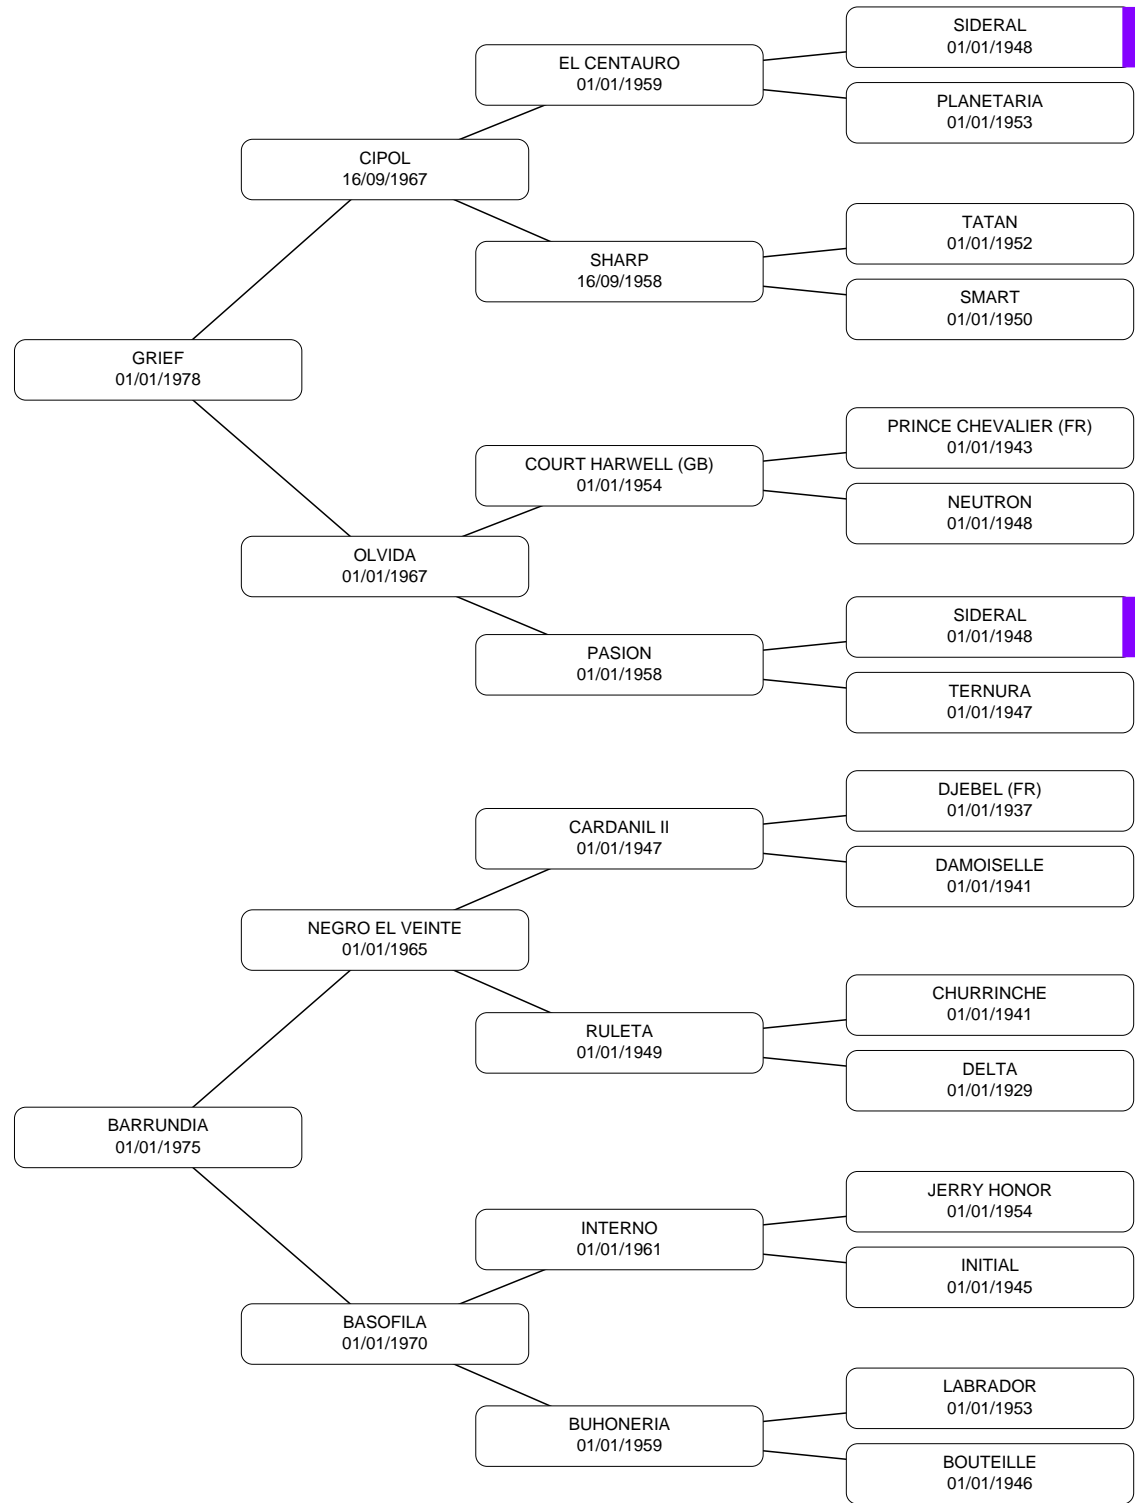 SIDERAL
01/01/1948
EL CENTAURO
01/01/1959
PLANETARIA
01/01/1953
CIPOL
16/09/1967
TATAN
01/01/1952
SHARP
16/09/1958
SMART
01/01/1950
GRIEF
01/01/1978
PRINCE CHEVALIER (FR)
01/01/1943
COURT HARWELL (GB)
01/01/1954
NEUTRON
01/01/1948
OLVIDA
01/01/1967
SIDERAL
01/01/1948
PASION
01/01/1958
TERNURA
01/01/1947
DJEBEL (FR)
01/01/1937
CARDANIL II
01/01/1947
DAMOISELLE
01/01/1941
NEGRO EL VEINTE
01/01/1965
CHURRINCHE
01/01/1941
RULETA
01/01/1949
DELTA
01/01/1929
BARRUNDIA
01/01/1975
JERRY HONOR
01/01/1954
INTERNO
01/01/1961
INITIAL
01/01/1945
BASOFILA
01/01/1970
LABRADOR
01/01/1953
BUHONERIA
01/01/1959
BOUTEILLE
01/01/1946